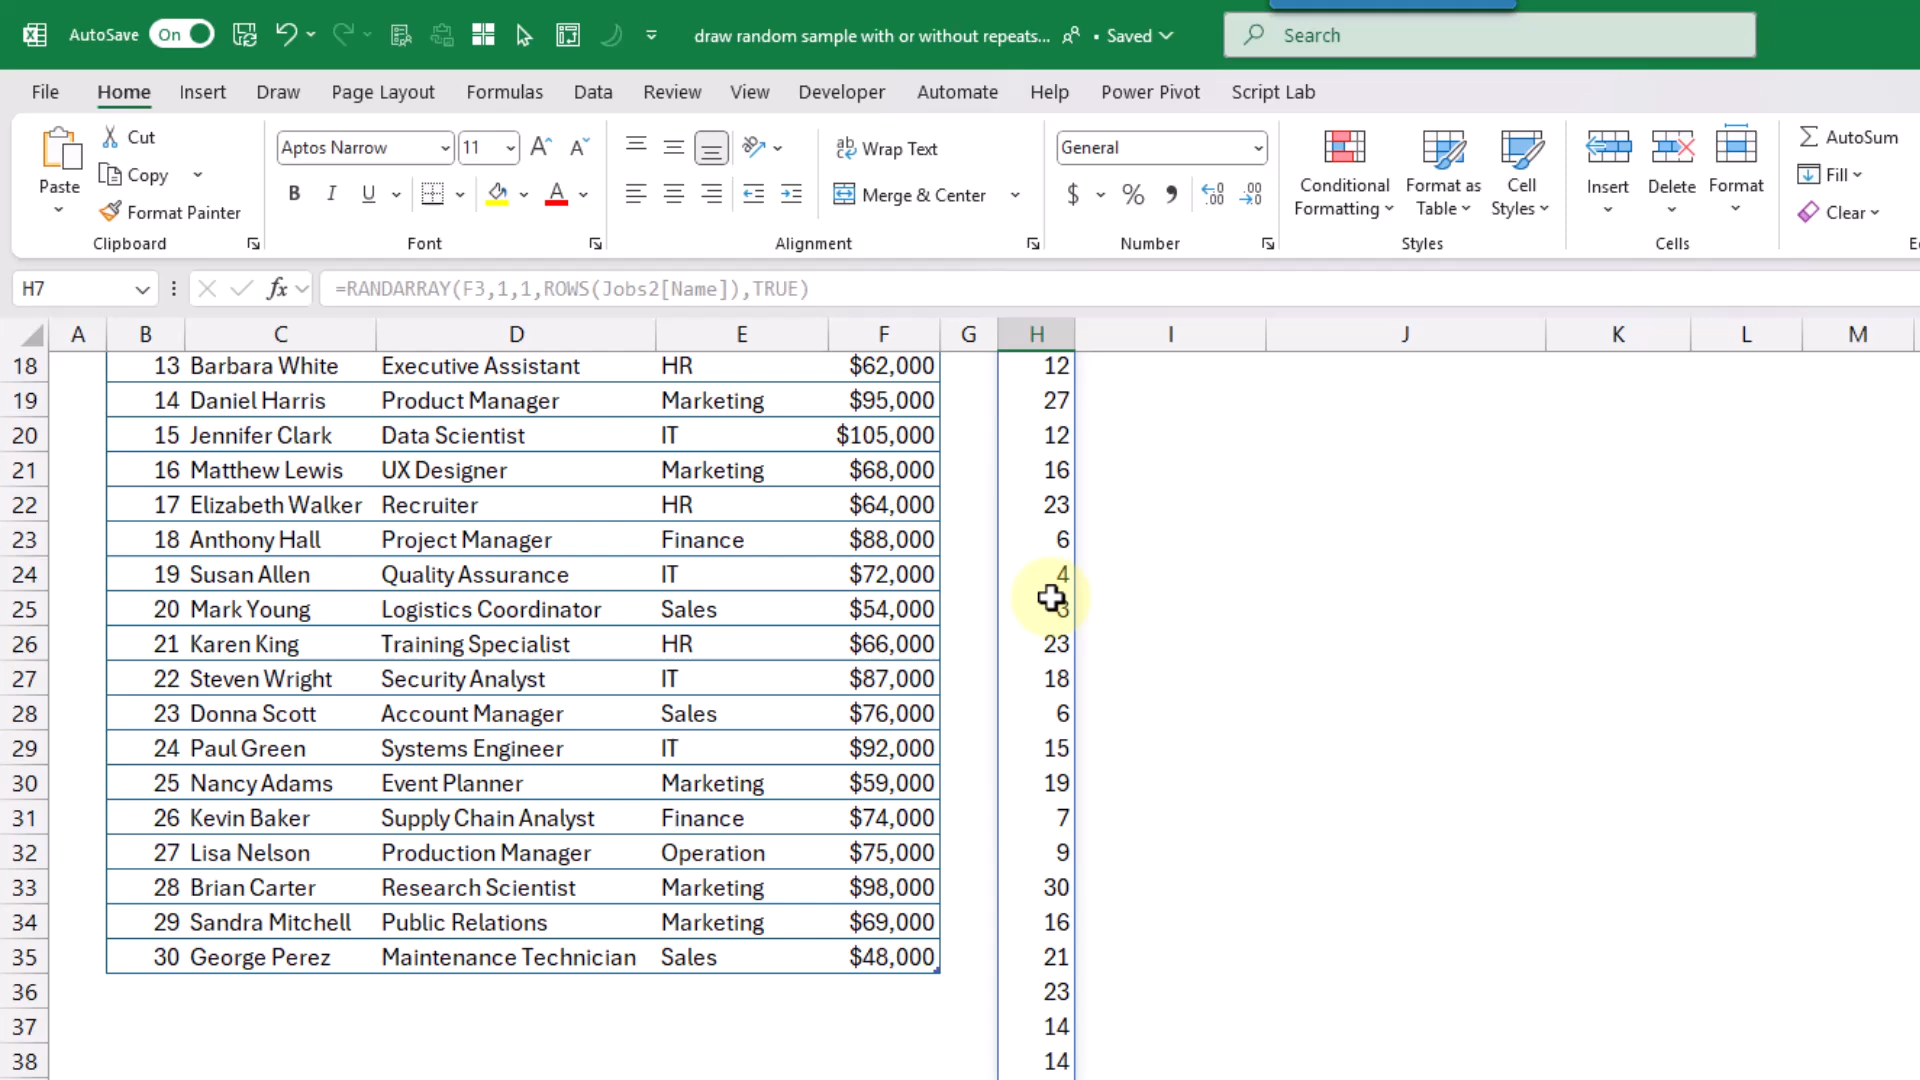 AutoSave On draw random sample with or without repeats... • Saved Search
File Home Insert Draw Page Layout Formulas Data Review View Developer Automate Help Power Pivot Script Lab
Paste Cut Copy Format Painter
Clipboard
Aptos Narrow 11
B I U A
Font
ab Wrap Text
Merge & Center
Alignment
General
$ % 9 .00 .00
Number
Conditional Formatting Format as Table Cell Styles
Styles
Insert Delete Format
Cells
AutoSum
Fill
Clear
H7 fx =RANDARRAY(F3,1,1,ROWS(Jobs2[Name]),TRUE)
A B C D E F G H I J K L M
18 13 Barbara White Executive Assistant HR $62,000 12
19 14 Daniel Harris Product Manager Marketing $95,000 27
20 15 Jennifer Clark Data Scientist IT $105,000 12
21 16 Matthew Lewis UX Designer Marketing $68,000 16
22 17 Elizabeth Walker Recruiter HR $64,000 23
23 18 Anthony Hall Project Manager Finance $88,000 6
24 19 Susan Allen Quality Assurance IT $72,000 4
25 20 Mark Young Logistics Coordinator Sales $54,000
26 21 Karen King Training Specialist HR $66,000 23
27 22 Steven Wright Security Analyst IT $87,000 18
28 23 Donna Scott Account Manager Sales $76,000 6
29 24 Paul Green Systems Engineer IT $92,000 15
30 25 Nancy Adams Event Planner Marketing $59,000 19
31 26 Kevin Baker Supply Chain Analyst Finance $74,000 7
32 27 Lisa Nelson Production Manager Operation $75,000 9
33 28 Brian Carter Research Scientist Marketing $98,000 30
34 29 Sandra Mitchell Public Relations Marketing $69,000 16
35 30 George Perez Maintenance Technician Sales $48,000 21
36 23
37 14
38 14